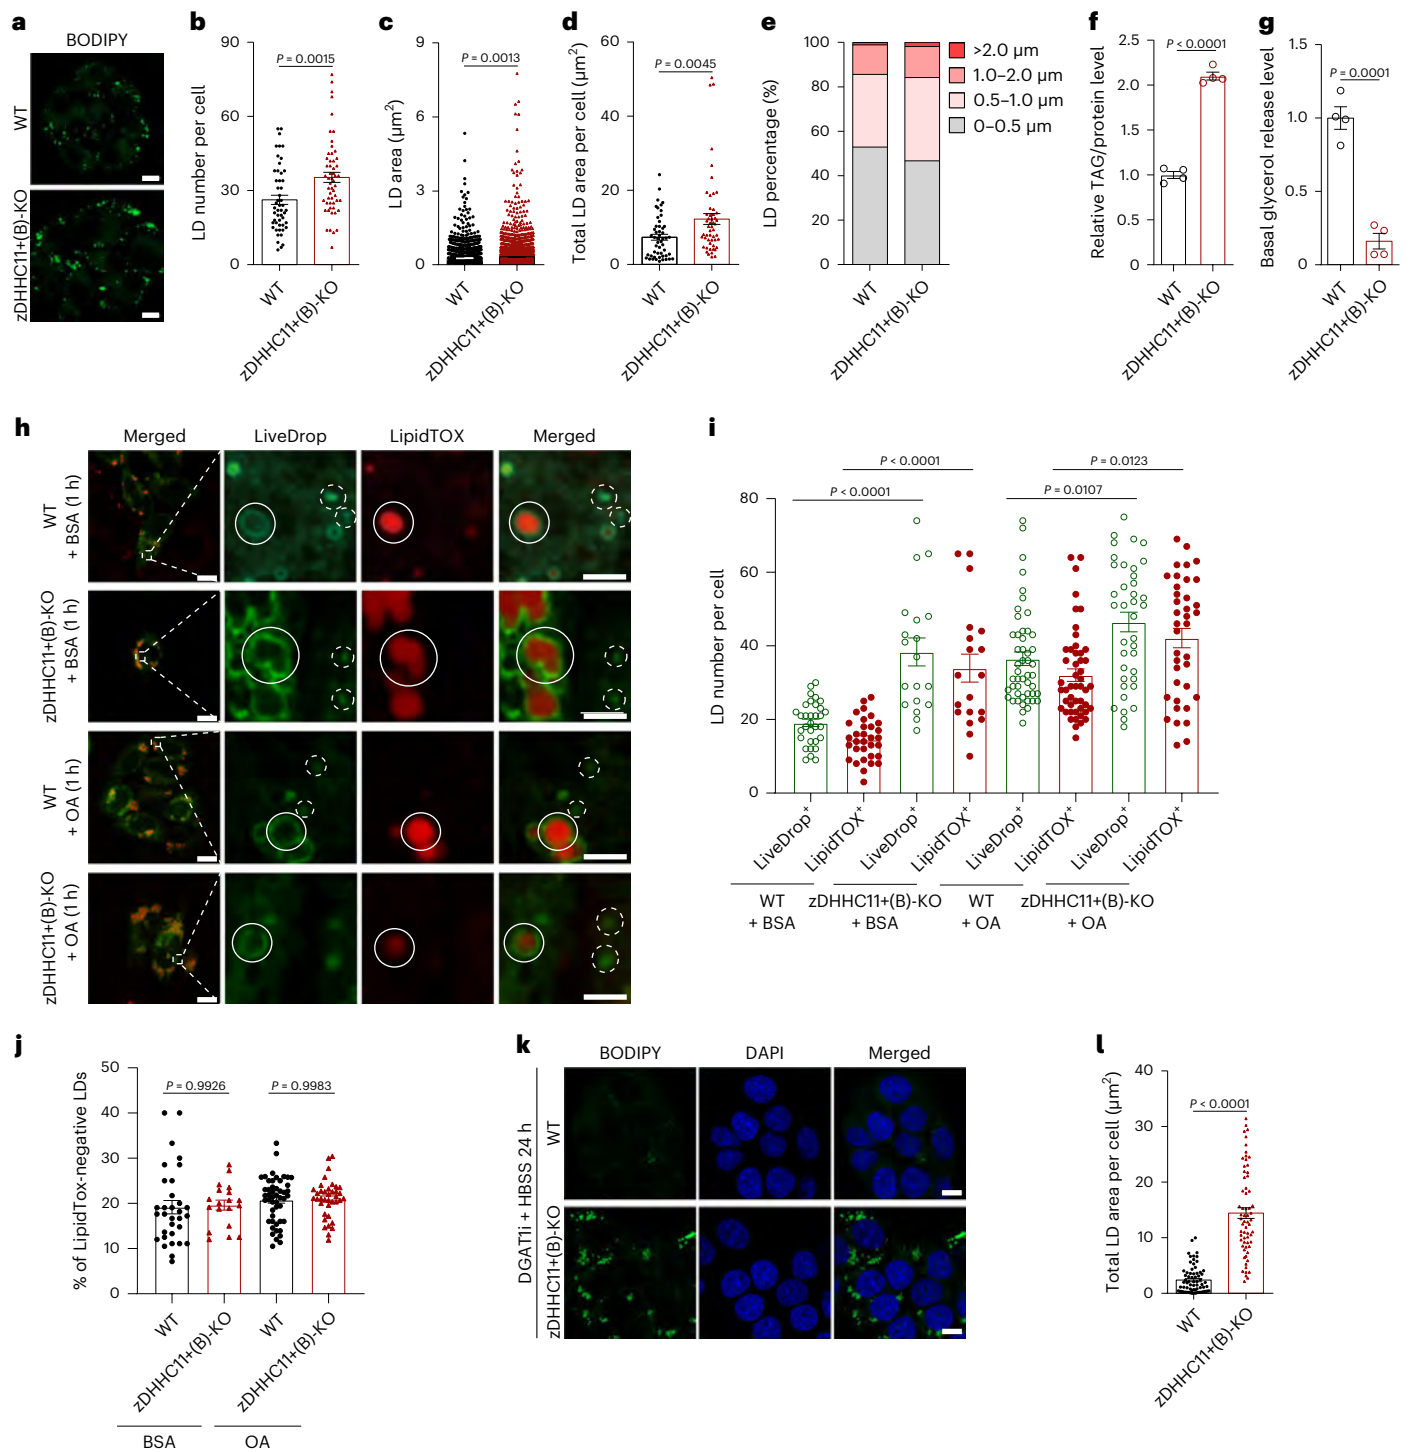 a
BODIPY
WT
zDHHC11+(B)-KO
b
LD number per cell
90
60
30
0
P = 0.0015
WT
zDHHC11+(B)-KO
c
LD area (µm²)
9
6
3
0
P = 0.0013
WT
zDHHC11+(B)-KO
d
Total LD area per cell (µm²)
60
40
20
0
P = 0.0045
WT
zDHHC11+(B)-KO
e
LD percentage (%)
100
80
60
40
20
0
WT
zDHHC11+(B)-KO
>2.0 µm
1.0–2.0 µm
0.5–1.0 µm
0–0.5 µm
f
Relative TAG/protein level
2.5
2.0
1.5
1.0
0.5
0
P < 0.0001
WT
zDHHC11+(B)-KO
g
Basal glycerol release level
1.5
1.0
0.5
0
P = 0.0001
WT
zDHHC11+(B)-KO
h
Merged LiveDrop LipidTOX Merged
WT
+ BSA (1 h)
zDHHC11+(B)-KO
+ BSA (1 h)
WT
+ OA (1 h)
zDHHC11+(B)-KO
+ OA (1 h)
i
LD number per cell
80
60
40
20
0
P < 0.0001
P < 0.0001
P = 0.0123
P = 0.0107
LiveDrop⁺
LipidTOX⁺
LiveDrop⁺
LipidTOX⁺
LiveDrop⁺
LipidTOX⁺
LiveDrop⁺
LipidTOX⁺
WT
+ BSA
zDHHC11+(B)-KO
+ BSA
WT
+ OA
zDHHC11+(B)-KO
+ OA
j
% of LipidTox-negative LDs
50
40
30
20
10
0
P = 0.9926
P = 0.9983
WT
zDHHC11+(B)-KO
WT
zDHHC11+(B)-KO
BSA
OA
k
BODIPY DAPI Merged
DGAT1i + HBSS 24 h
WT
zDHHC11+(B)-KO
l
Total LD area per cell (µm²)
40
30
20
10
0
P < 0.0001
WT
zDHHC11+(B)-KO